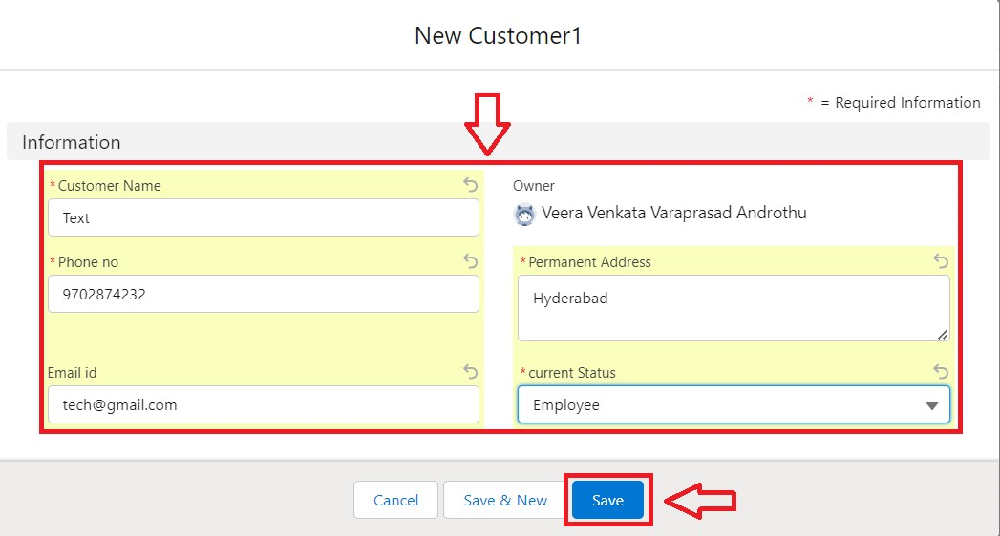 New Customer1
* = Required Information
Information
*Customer Name
Text
Owner
Veera Venkata Varaprasad Androthu
*Phone no
9702874232
*Permanent Address
Hyderabad
Email id
tech@gmail.com
*current Status
Employee
Cancel
Save & New
Save